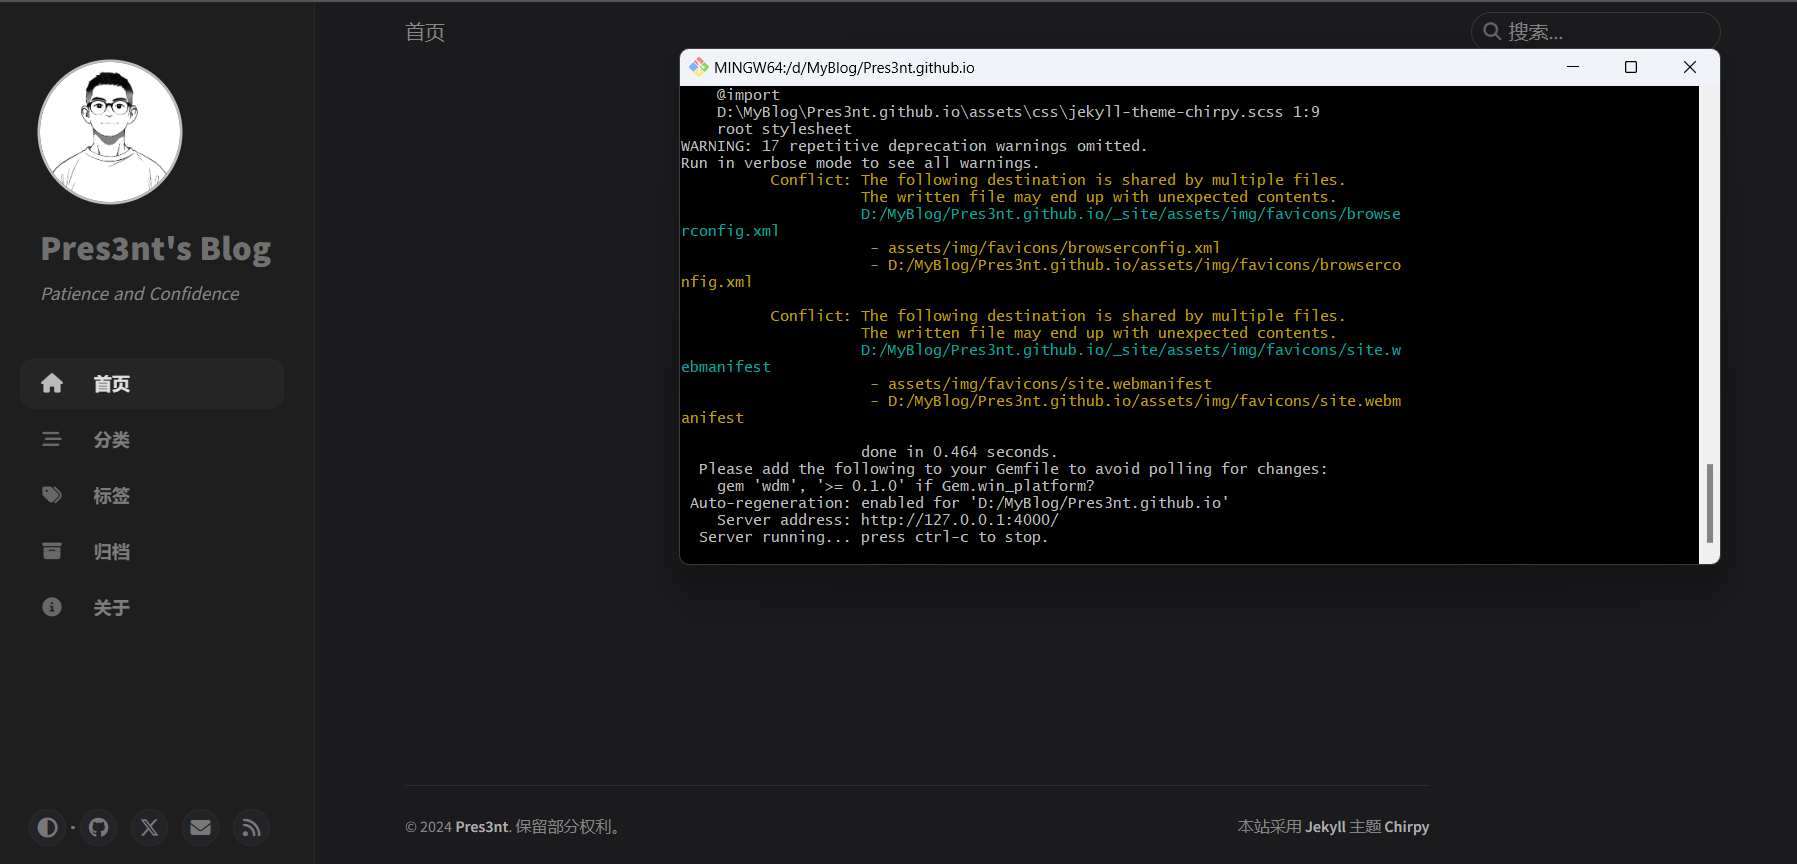 首页
搜索...
Pres3nt's Blog
Patience and Confidence
首页
分类
标签
归档
关于
MINGW64:/d/MyBlog/Pres3nt.github.io
@import
D:\MyBlog\Pres3nt.github.io\assets\css\jekyll-theme-chirpy.scss 1:9
root stylesheet
WARNING: 17 repetitive deprecation warnings omitted.
Run in verbose mode to see all warnings.
Conflict: The following destination is shared by multiple files.
The written file may end up with unexpected contents.
D:/MyBlog/Pres3nt.github.io/_site/assets/img/favicons/browse
rconfig.xml
- assets/img/favicons/browserconfig.xml
- D:/MyBlog/Pres3nt.github.io/assets/img/favicons/browserco
nfig.xml
Conflict: The following destination is shared by multiple files.
The written file may end up with unexpected contents.
D:/MyBlog/Pres3nt.github.io/_site/assets/img/favicons/site.w
ebmanifest
- assets/img/favicons/site.webmanifest
- D:/MyBlog/Pres3nt.github.io/assets/img/favicons/site.webm
anifest
done in 0.464 seconds.
Please add the following to your Gemfile to avoid polling for changes:
gem 'wdm', '>= 0.1.0' if Gem.win_platform?
Auto-regeneration: enabled for 'D:/MyBlog/Pres3nt.github.io'
Server address: http://127.0.0.1:4000/
Server running... press ctrl-c to stop.
© 2024 Pres3nt. 保留部分权利。
本站采用 Jekyll 主题 Chirpy